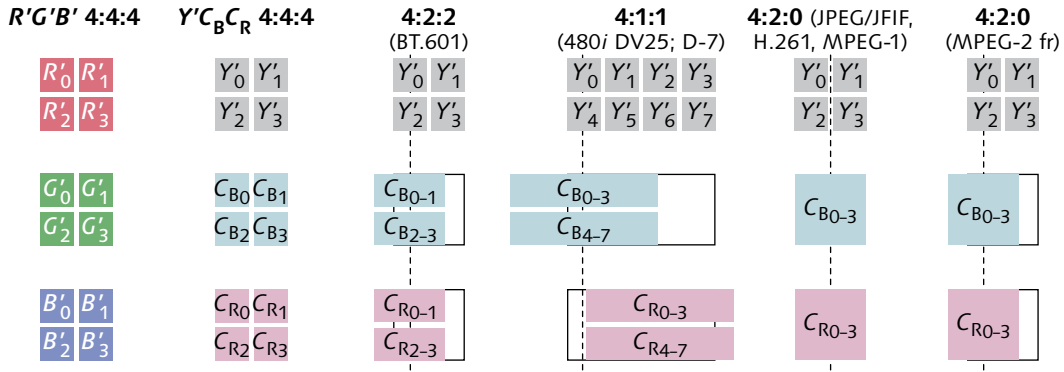 R'G'B' 4:4:4
Y'CBCR 4:4:4
4:2:2
(BT.601)
4:1:1
(480i DV25; D-7)
4:2:0 (JPEG/JFIF,
H.261, MPEG-1)
4:2:0
(MPEG-2 fr)
R'0 R'1
R'2 R'3
Y'0 Y'1
Y'2 Y'3
Y'0 Y'1
Y'2 Y'3
Y'0 Y'1 Y'2 Y'3
Y'4 Y'5 Y'6 Y'7
Y'0 Y'1
Y'2 Y'3
Y'0 Y'1
Y'2 Y'3
G'0 G'1
G'2 G'3
CB0 CB1
CB2 CB3
CB0–1
CB2–3
CB0–3
CB4–7
CB0–3
CB0–3
B'0 B'1
B'2 B'3
CR0 CR1
CR2 CR3
CR0–1
CR2–3
CR0–3
CR4–7
CR0–3
CR0–3